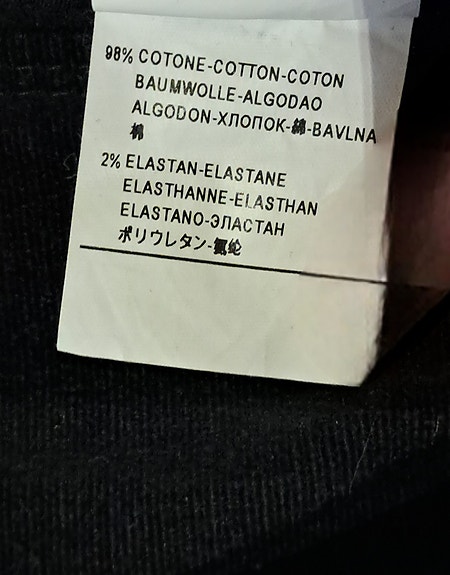 98% COTONE-COTTON-COTON
BAUMWOLLE-ALGODAO
ALGODON-ХЛОПОК-綿-BAVLNA
棉
2% ELASTAN-ELASTANE
ELASTHANNE-ELASTHAN
ELASTANO-ЭЛАСТАН
ポリウレタン-氨纶